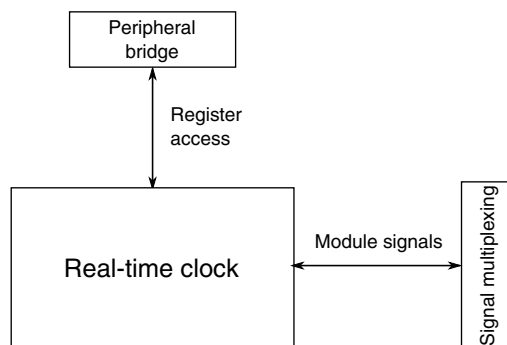 Peripheral
bridge
Register
access
Real-time clock
Module signals
Signal multiplexing